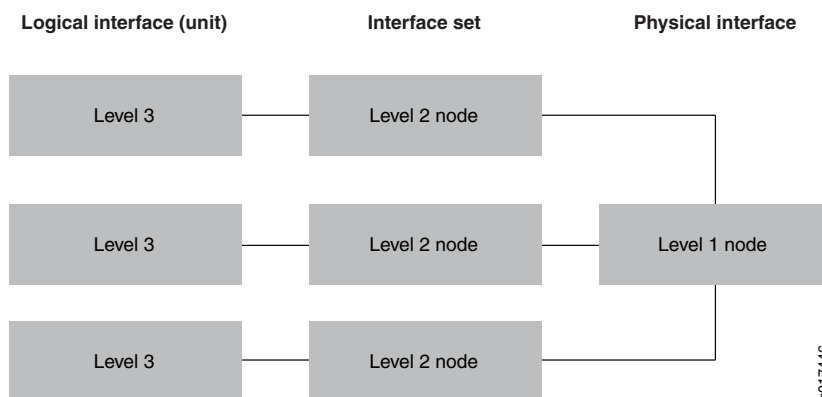 Logical interface (unit) Interface set Physical interface
Level 3 Level 2 node
Level 3 Level 2 node Level 1 node
Level 3 Level 2 node